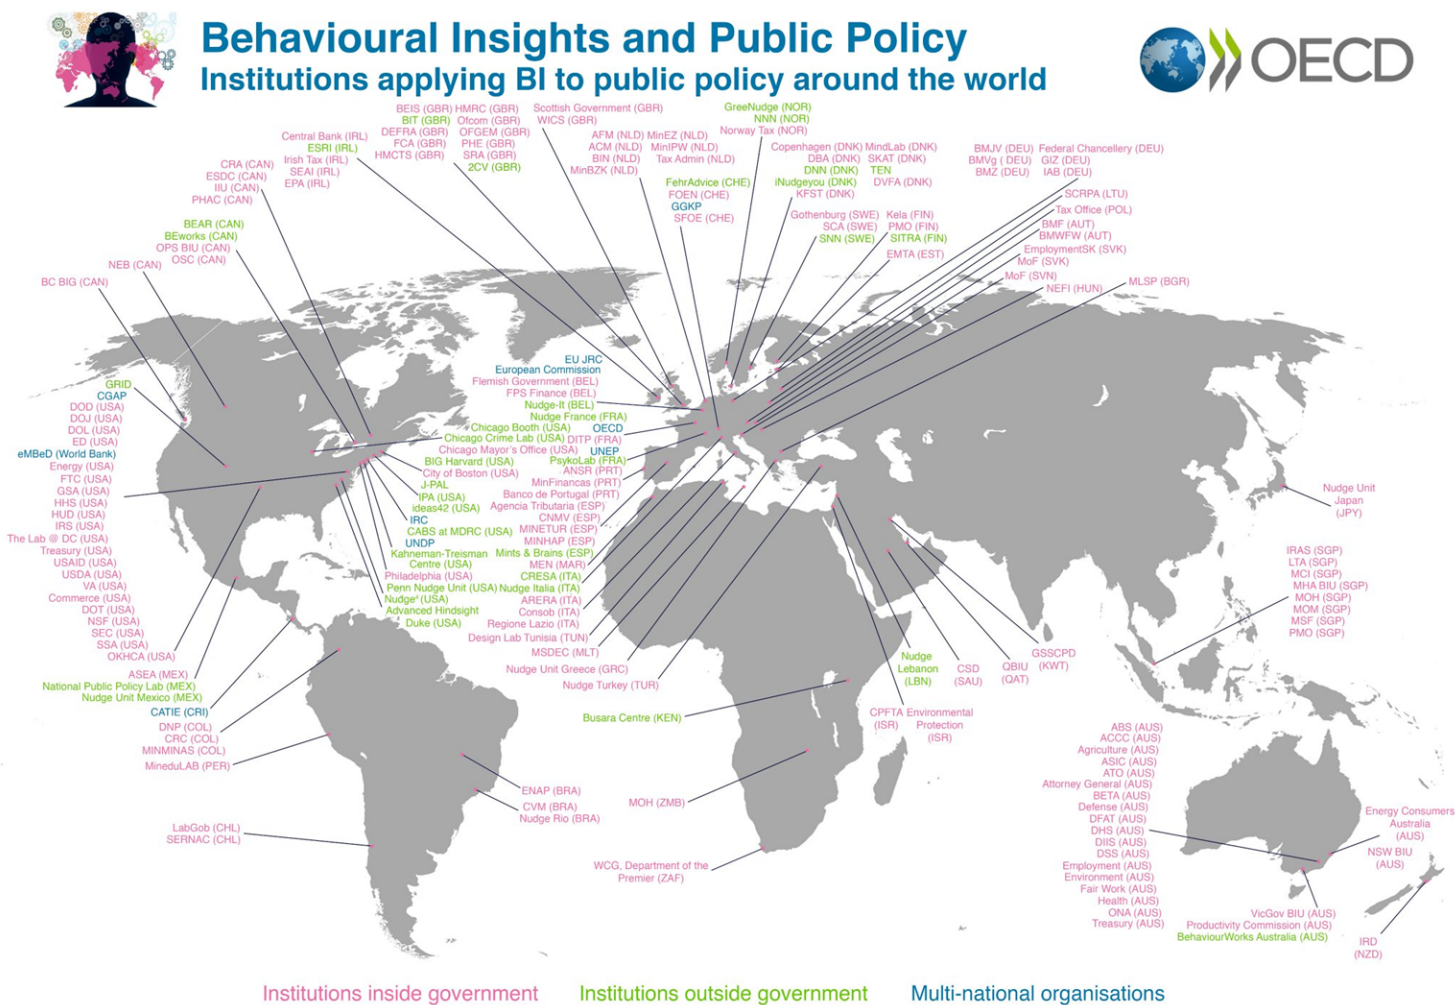 Behavioural Insights and Public Policy
Institutions applying BI to public policy around the world
OECD
BEIS (GBR) HMRC (GBR)
BIT (GBR) Ofcom (GBR)
DEFRA (GBR) OFGEM (GBR)
FCA (GBR) PHE (GBR)
HMCTS (GBR) SRA (GBR)
2CV (GBR)
Scottish Government (GBR)
WICS (GBR)
GreeNudge (NOR)
NNN (NOR)
Norway Tax (NOR)
AFM (NLD) MinEZ (NLD)
ACM (NLD) MinIPW (NLD)
BIN (NLD) Tax Admin (NLD)
MinBZK (NLD)
Central Bank (IRL)
ESRI (IRL)
Irish Tax (IRL)
SEAI (IRL)
EPA (IRL)
CRA (CAN)
ESDC (CAN)
IIU (CAN)
PHAC (CAN)
BEAR (CAN)
BEworks (CAN)
OPS BIU (CAN)
OSC (CAN)
NEB (CAN)
BC BIG (CAN)
FehrAdvice (CHE)
FOEN (CHE)
GGKP
SFOE (CHE)
Copenhagen (DNK) MindLab (DNK)
DBA (DNK) SKAT (DNK)
DNN (DNK) TEN
iNudgeyou (DNK) DVFA (DNK)
KFST (DNK)
Gothenburg (SWE)
SCA (SWE)
SNN (SWE)
Kela (FIN)
PMO (FIN)
SITRA (FIN)
EMTA (EST)
BMJV (DEU) Federal Chancellery (DEU)
BMVg ( DEU) GIZ (DEU)
BMZ (DEU) IAB (DEU)
SCRPA (LTU)
Tax Office (POL)
BMF (AUT)
BMWFW (AUT)
EmploymentSK (SVK)
MoF (SVK)
MoF (SVN)
NEFI (HUN)
MLSP (BGR)
GRID
CGAP
DOD (USA)
DOJ (USA)
DOL (USA)
ED (USA)
eMBeD (World Bank)
Energy (USA)
FTC (USA)
GSA (USA)
HHS (USA)
HUD (USA)
IRS (USA)
The Lab @ DC (USA)
Treasury (USA)
USAID (USA)
USDA (USA)
VA (USA)
Commerce (USA)
DOT (USA)
NSF (USA)
SEC (USA)
SSA (USA)
OKHCA (USA)
ASEA (MEX)
National Public Policy Lab (MEX)
Nudge Unit Mexico (MEX)
CATIE (CRI)
DNP (COL)
CRC (COL)
MINMINAS (COL)
MineduLAB (PER)
LabGob (CHL)
SERNAC (CHL)
ENAP (BRA)
CVM (BRA)
Nudge Rio (BRA)
EU JRC
European Commission
Flemish Government (BEL)
FPS Finance (BEL)
Nudge-It (BEL)
Nudge France (FRA)
OECD
DITP (FRA)
UNEP
PsykoLab (FRA)
Chicago Booth (USA)
Chicago Crime Lab (USA)
Chicago Mayor's Office (USA)
BIG Harvard (USA)
City of Boston (USA)
J-PAL
IPA (USA)
ideas42 (USA)
IRC
CABS at MDRC (USA)
UNDP
Kahneman-Treisman
Centre (USA)
Philadelphia (USA)
Penn Nudge Unit (USA)
Nudge⁴ (USA)
Advanced Hindsight
Duke (USA)
ANSR (PRT)
MinFinancas (PRT)
Banco de Portugal (PRT)
Agencia Tributaria (ESP)
CNMV (ESP)
MINETUR (ESP)
MINHAP (ESP)
Mints & Brains (ESP)
MEN (MAR)
CRESA (ITA)
Nudge Italia (ITA)
ARERA (ITA)
Consob (ITA)
Regione Lazio (ITA)
Design Lab Tunisia (TUN)
MSDEC (MLT)
Nudge Unit Greece (GRC)
Nudge Turkey (TUR)
Busara Centre (KEN)
MOH (ZMB)
WCG, Department of the
Premier (ZAF)
CPFTA
(ISR)
Environmental
Protection
(ISR)
Nudge
Lebanon
(LBN)
CSD
(SAU)
QBIU
(QAT)
GSSCPD
(KWT)
Nudge Unit
Japan
(JPY)
IRAS (SGP)
LTA (SGP)
MCI (SGP)
MHA BIU (SGP)
MOH (SGP)
MOM (SGP)
MSF (SGP)
PMO (SGP)
ABS (AUS)
ACCC (AUS)
Agriculture (AUS)
ASIC (AUS)
ATO (AUS)
Attorney General (AUS)
BETA (AUS)
Defense (AUS)
DFAT (AUS)
DHS (AUS)
DIIS (AUS)
DSS (AUS)
Employment (AUS)
Environment (AUS)
Fair Work (AUS)
Health (AUS)
ONA (AUS)
Treasury (AUS)
Energy Consumers
Australia
(AUS)
NSW BIU
(AUS)
VicGov BIU (AUS)
Productivity Commission (AUS)
BehaviourWorks Australia (AUS)
IRD
(NZD)
Institutions inside government
Institutions outside government
Multi-national organisations